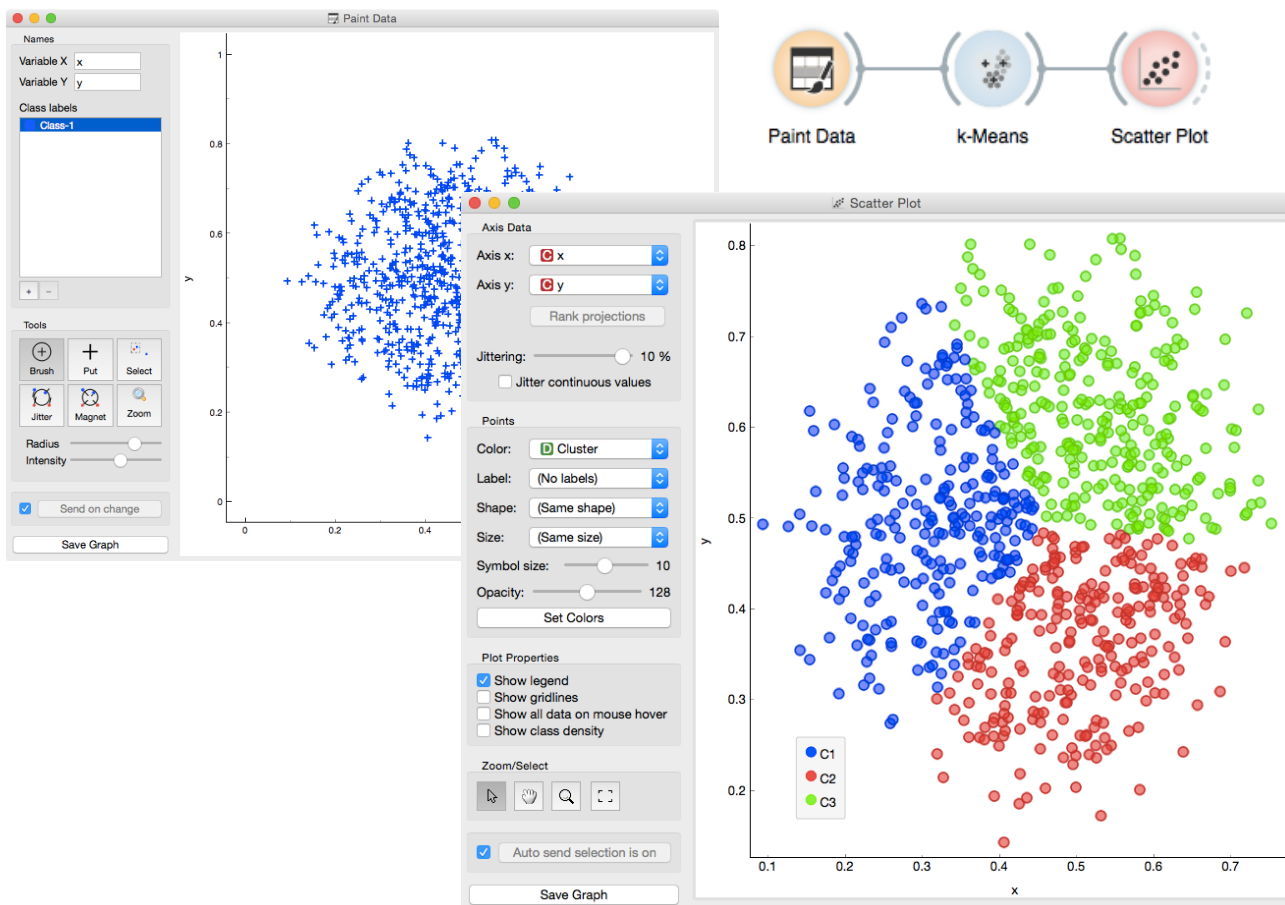 Paint Data
Names
Variable X x
Variable Y y
Class labels
Class-1
+ −
Tools
Brush Put Select
Jitter Magnet Zoom
Radius
Intensity
Send on change
Save Graph
1
0.8
0.6
0.4
0.2
0
y
0 0.2 0.4
Paint Data k-Means Scatter Plot
Scatter Plot
Axis Data
Axis x: C x
Axis y: C y
Rank projections
Jittering: 10 %
Jitter continuous values
Points
Color: D Cluster
Label: (No labels)
Shape: (Same shape)
Size: (Same size)
Symbol size: 10
Opacity: 128
Set Colors
Plot Properties
Show legend
Show gridlines
Show all data on mouse hover
Show class density
Zoom/Select
Auto send selection is on
Save Graph
0.8
0.7
0.6
0.5
0.4
0.3
0.2
y
C1
C2
C3
0.1 0.2 0.3 0.4 0.5 0.6 0.7
x